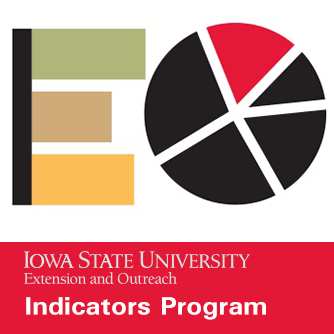 IOWA STATE UNIVERSITY
Extension and Outreach
Indicators Program